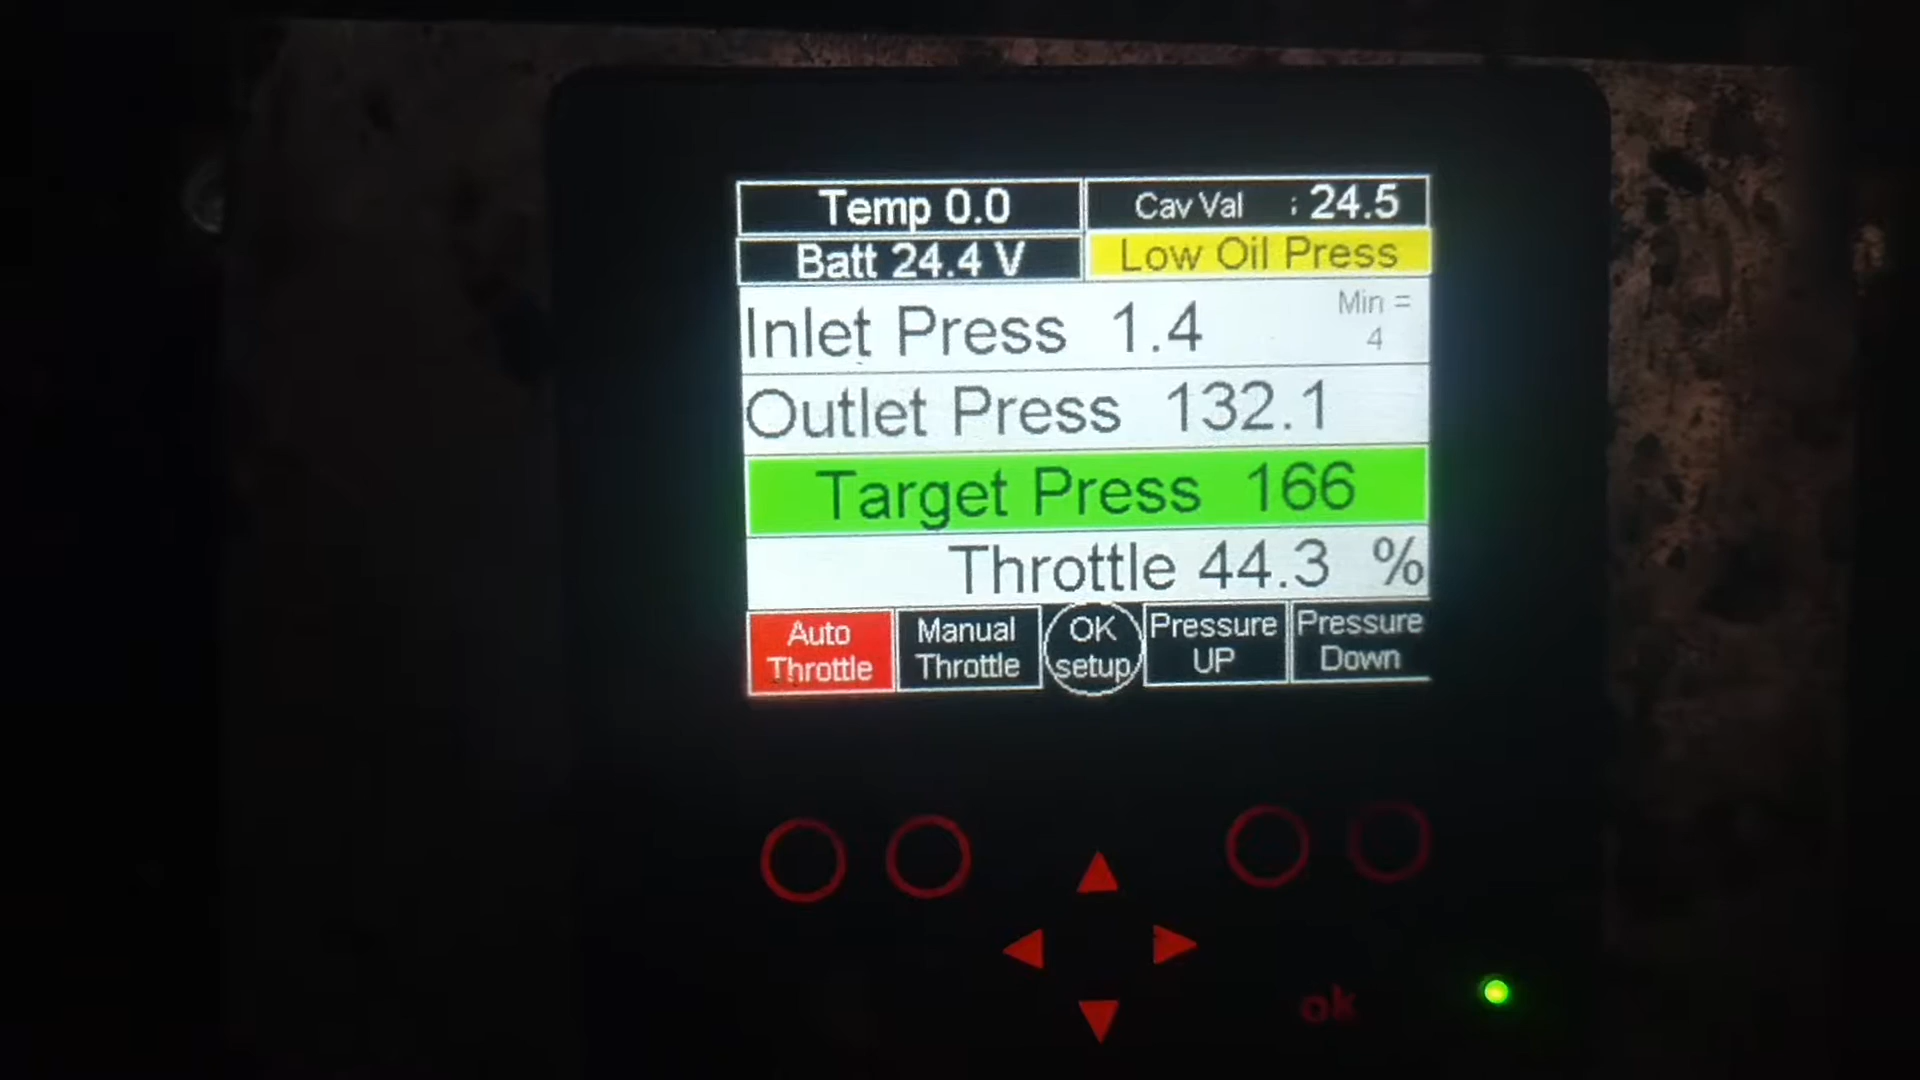 Temp 0.0
Cav Val : 24.5
Batt 24.4 V
Low Oil Press
Inlet Press 1.4
Min =
4
Outlet Press 132.1
Target Press 166
Throttle 44.3 %
Auto
Throttle
Manual
Throttle
OK
setup
Pressure
UP
Pressure
Down
ok